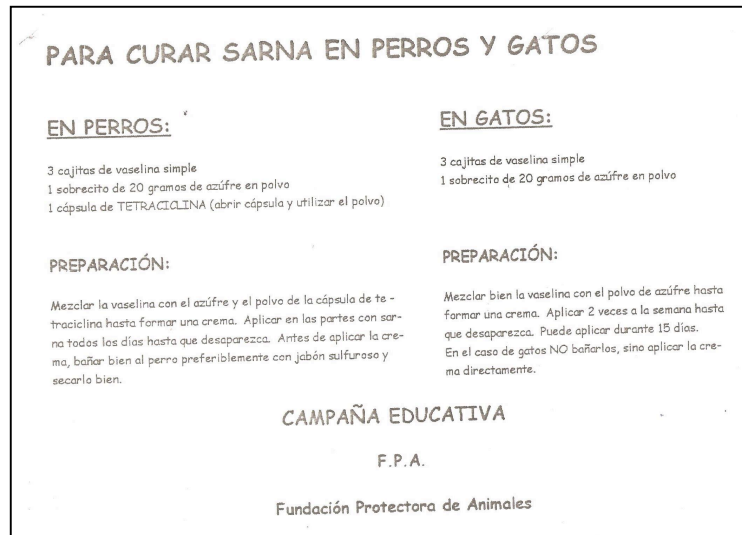 PARA CURAR SARNA EN PERROS Y GATOS
EN PERROS:
3 cajitas de vaselina simple
1 sobrecito de 20 gramos de azúfre en polvo
1 cápsula de TETRACICLINA (abrir cápsula y utilizar el polvo)
PREPARACIÓN:
Mezclar la vaselina con el azúfre y el polvo de la cápsula de te -
traciclina hasta formar una crema. Aplicar en las partes con sar-
na todos los días hasta que desaparezca. Antes de aplicar la cre-
ma, bañar bien al perro preferiblemente con jabón sulfuroso y
secarlo bien.
EN GATOS:
3 cajitas de vaselina simple
1 sobrecito de 20 gramos de azúfre en polvo
PREPARACIÓN:
Mezclar bien la vaselina con el polvo de azúfre hasta
formar una crema. Aplicar 2 veces a la semana hasta
que desaparezca. Puede aplicar durante 15 días.
En el caso de gatos NO bañarlos, sino aplicar la cre-
ma directamente.
CAMPAÑA EDUCATIVA
F.P.A.
Fundación Protectora de Animales